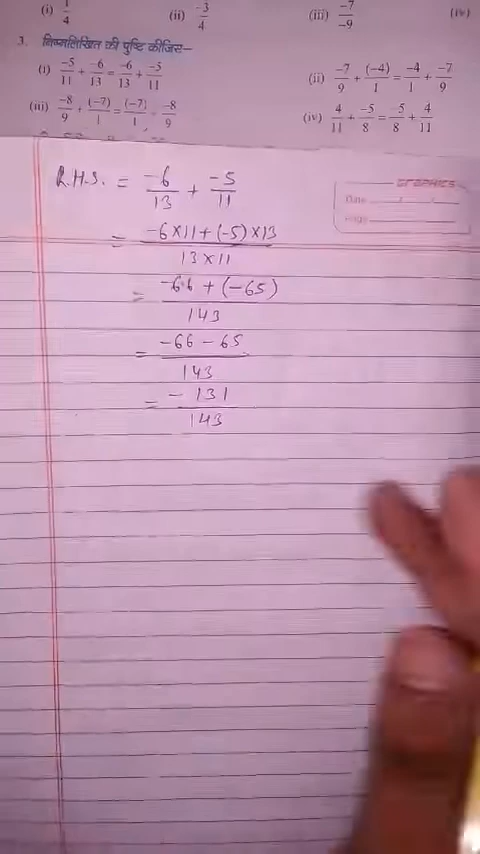 (i) 1/4 (ii) -3/4 (iii) -7/-9 (iv)
3. निम्नलिखित की पुष्टि कीजिए–
(i) -5/11 + -6/13 = -6/13 + -5/11 (ii) -7/9 + (-4)/1 = -4/1 + -7/9
(iii) -8/9 + (-7)/1 = (-7)/1 + -8/9 (iv) 4/11 + -5/8 = -5/8 + 4/11
R.H.S. = -6/13 + -5/11
= -6×11+(-5)×13 / 13×11
= -66 + (-65) / 143
= -66 - 65 / 143
= -131 / 143
Date
Page